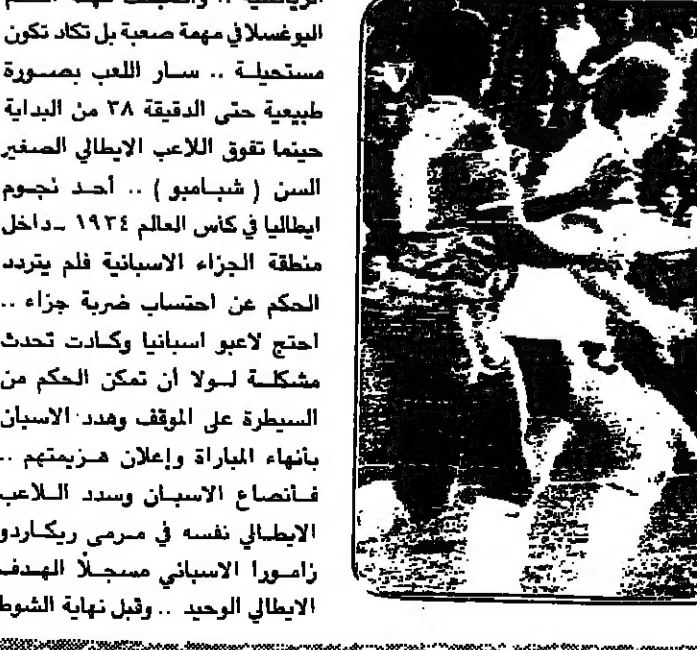 اليوغسلافي مهمة صعبة بل تكاد تكون
مستحيلة .. سار اللعب بصورة
طبيعية حتى الدقيقة ٣٨ من البداية
حينما تفوق اللاعب الايطالي الصغير
السن ( شيامبو ) .. أحد نجوم
ايطاليا في كاس العالم ١٩٣٤ _ داخل
منطقة الجزاء الاسبانية فلم يتردد
الحكم عن احتساب ضربة جزاء ..
احتج لاعبو اسبانيا وكادت تحدث
مشكلة لولا أن تمكن الحكم من
السيطرة على الموقف وهدد الاسبان
بأنهاء المباراة وإعلان هزيمتهم ..
فأنصاع الاسبان وسدد اللاعب
الايطالي نفسه في مرمى ريكاردو
زامورا الاسباني مسجلاً الهدف
الايطالي الوحيد .. وقبل نهاية الشوط